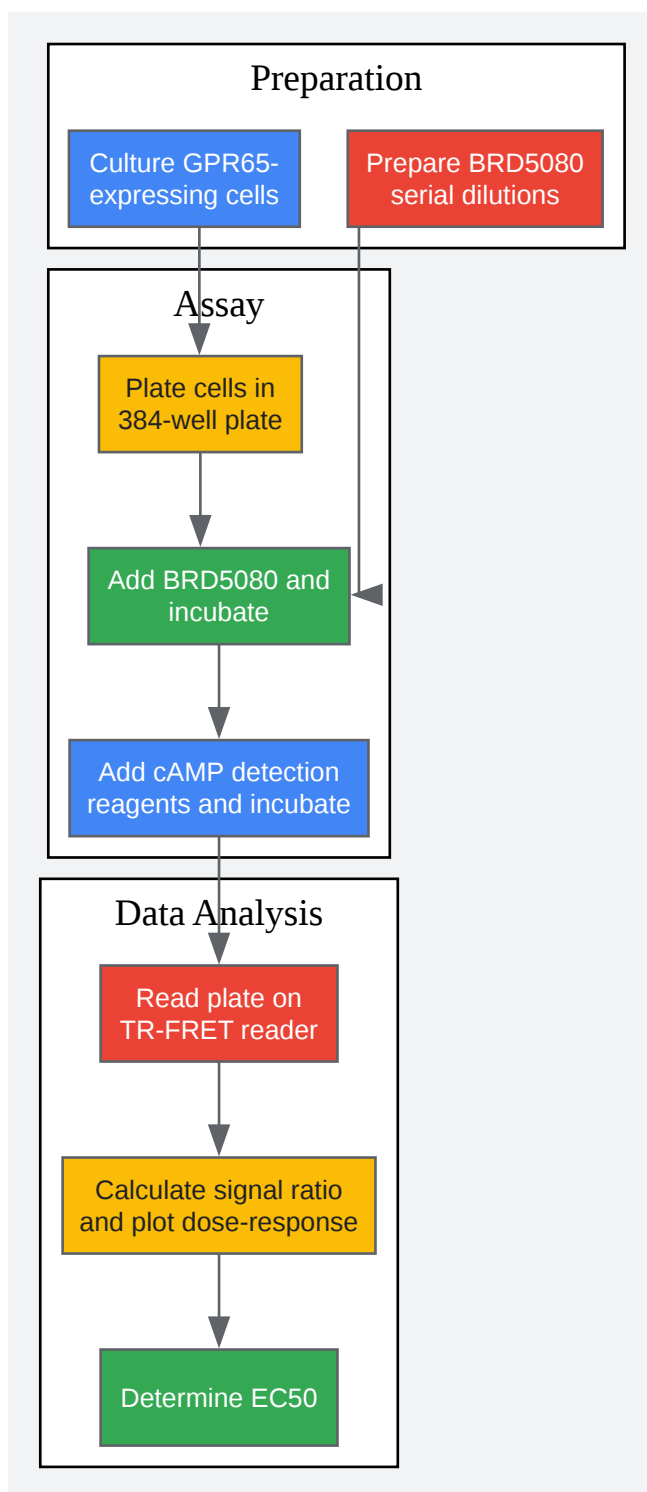 Preparation
Culture GPR65-
expressing cells
Prepare BRD5080
serial dilutions
Assay
Plate cells in
384-well plate
Add BRD5080 and
incubate
Add cAMP detection
reagents and incubate
Data Analysis
Read plate on
TR-FRET reader
Calculate signal ratio
and plot dose-response
Determine EC50